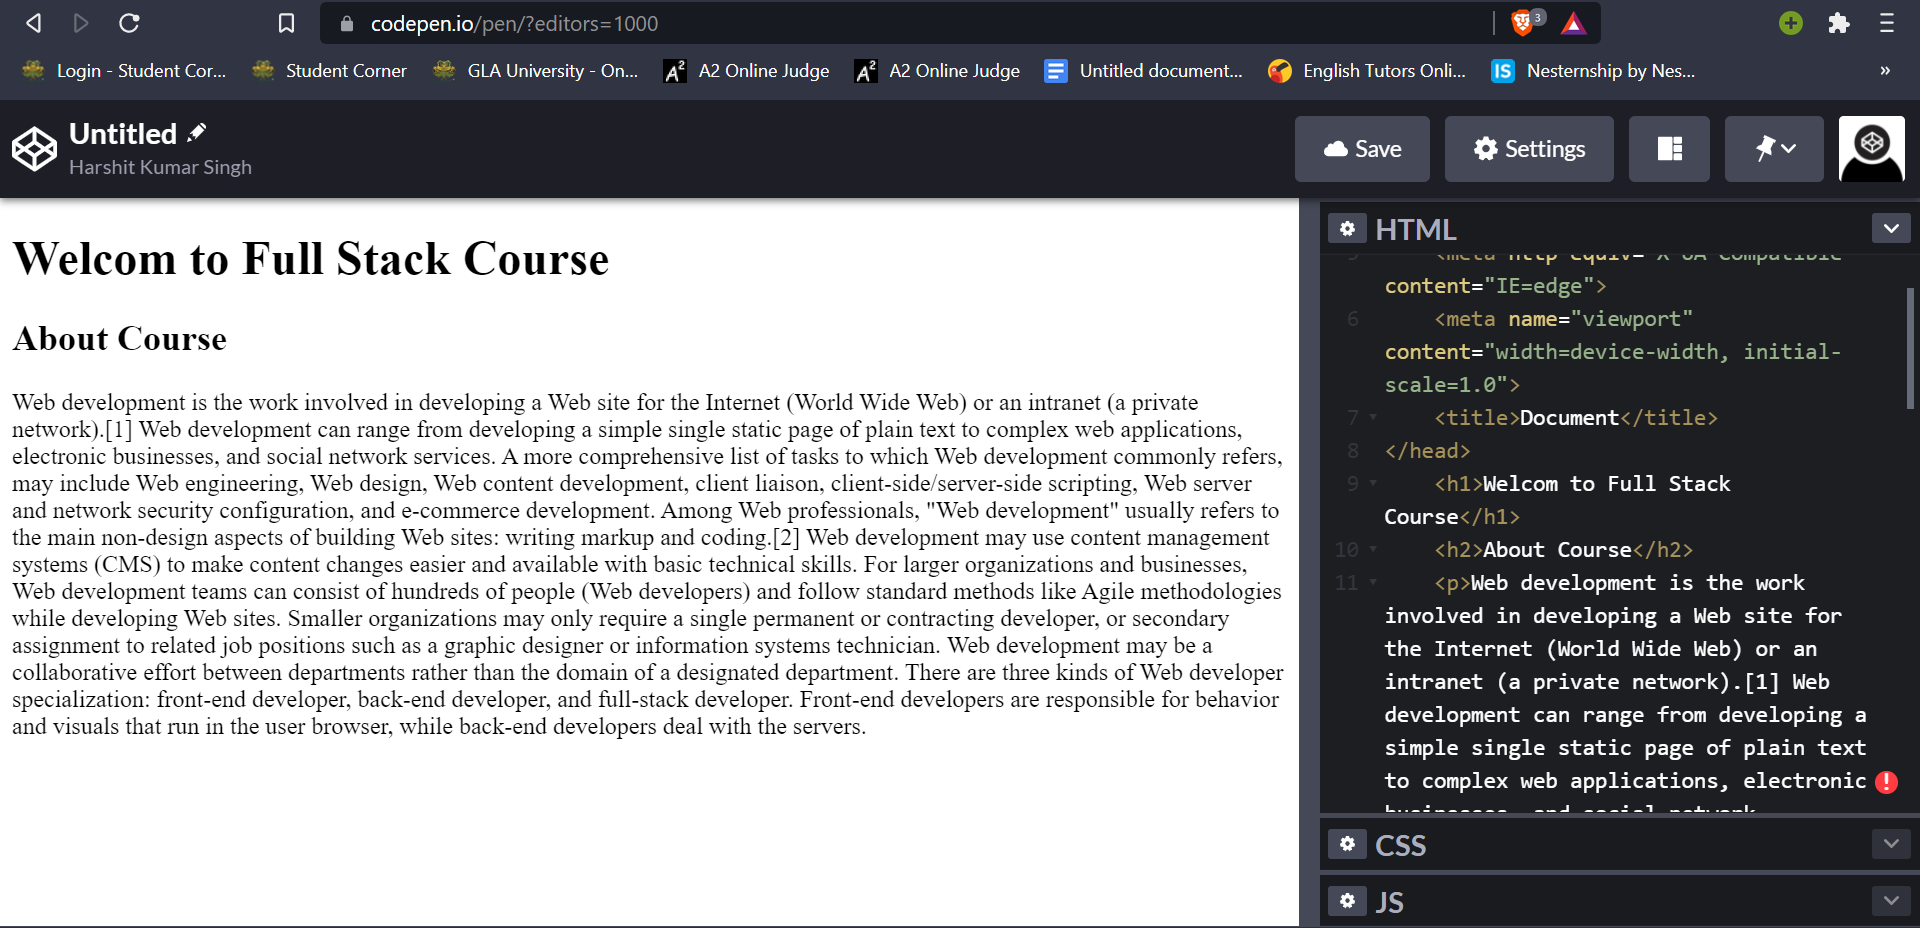 codepen.io/pen/?editors=1000
3
Login - Student Cor... Student Corner GLA University - On... A2 Online Judge A2 Online Judge Untitled document... English Tutors Onli... IS Nesternship by Nes... »
Untitled
Harshit Kumar Singh
Save Settings
Welcom to Full Stack Course
About Course
Web development is the work involved in developing a Web site for the Internet (World Wide Web) or an intranet (a private
network).[1] Web development can range from developing a simple single static page of plain text to complex web applications,
electronic businesses, and social network services. A more comprehensive list of tasks to which Web development commonly refers,
may include Web engineering, Web design, Web content development, client liaison, client-side/server-side scripting, Web server
and network security configuration, and e-commerce development. Among Web professionals, "Web development" usually refers to
the main non-design aspects of building Web sites: writing markup and coding.[2] Web development may use content management
systems (CMS) to make content changes easier and available with basic technical skills. For larger organizations and businesses,
Web development teams can consist of hundreds of people (Web developers) and follow standard methods like Agile methodologies
while developing Web sites. Smaller organizations may only require a single permanent or contracting developer, or secondary
assignment to related job positions such as a graphic designer or information systems technician. Web development may be a
collaborative effort between departments rather than the domain of a designated department. There are three kinds of Web developer
specialization: front-end developer, back-end developer, and full-stack developer. Front-end developers are responsible for behavior
and visuals that run in the user browser, while back-end developers deal with the servers.
HTML
content="IE=edge">
6 <meta name="viewport"
content="width=device-width, initial-
scale=1.0">
7 <title>Document</title>
8 </head>
9 <h1>Welcom to Full Stack
Course</h1>
10 <h2>About Course</h2>
11 <p>Web development is the work
involved in developing a Web site for
the Internet (World Wide Web) or an
intranet (a private network).[1] Web
development can range from developing a
simple single static page of plain text
to complex web applications, electronic
CSS
JS